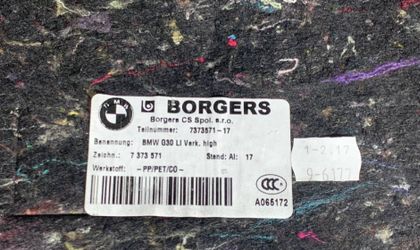 BMW
BORGERS
Borgers CS Spol. s.r.o.
Teilnummer: 7373571-17
Benennung: BMW G30 LI Verk. high
Zeichn.: 7 373 571 Stand: AI: 17
Werkstoff: -PP/PET/CO-
CCC
A065172
1-2-17
9-6177